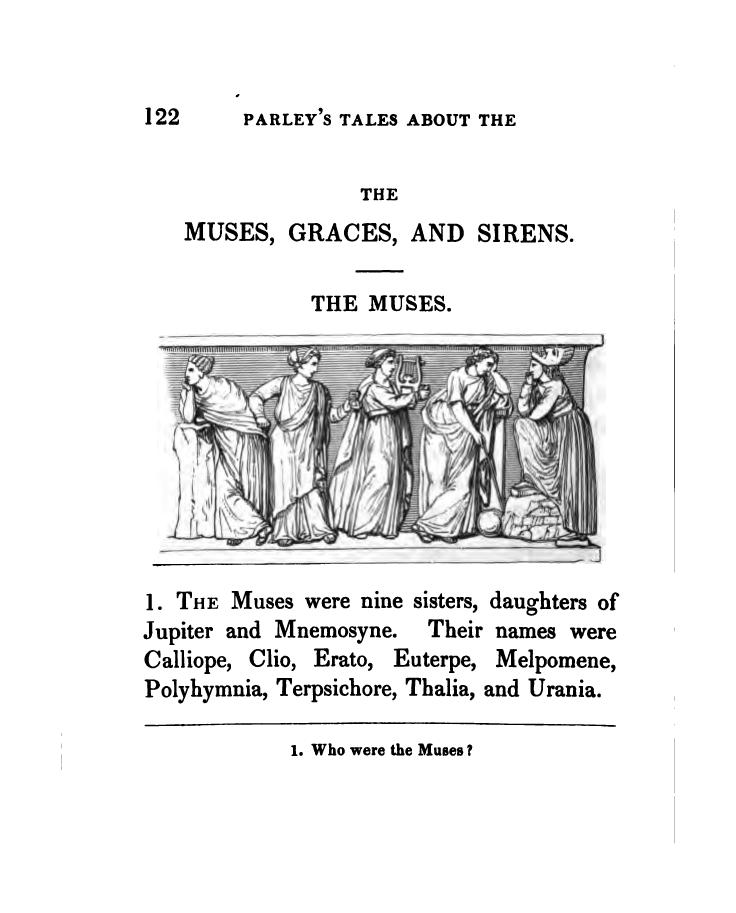 122 PARLEY'S TALES ABOUT THE
THE
MUSES, GRACES, AND SIRENS.
THE MUSES.
1. THE Muses were nine sisters, daughters of
Jupiter and Mnemosyne. Their names were
Calliope, Clio, Erato, Euterpe, Melpomene,
Polyhymnia, Terpsichore, Thalia, and Urania.
1. Who were the Muses?